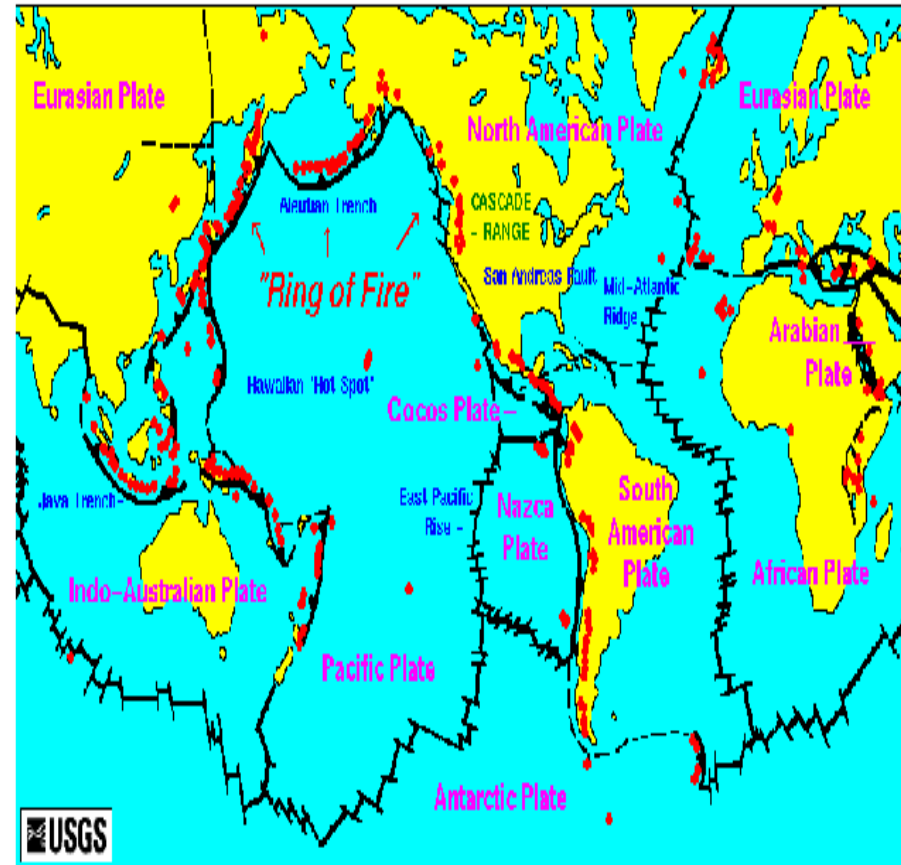 Eurasian Plate
North American Plate
Eurasian Plate
Aleutian Trench
CASCADE
- RANGE
"Ring of Fire"
San Andreas Fault
Mid-Atlantic
Ridge
Arabian
Plate
Hawaiian "Hot Spot"
Cocos Plate
Java Trench
East Pacific
Rise
Nazca
Plate
South
American
Plate
Indo-Australian Plate
African Plate
Pacific Plate
Antarctic Plate
USGS